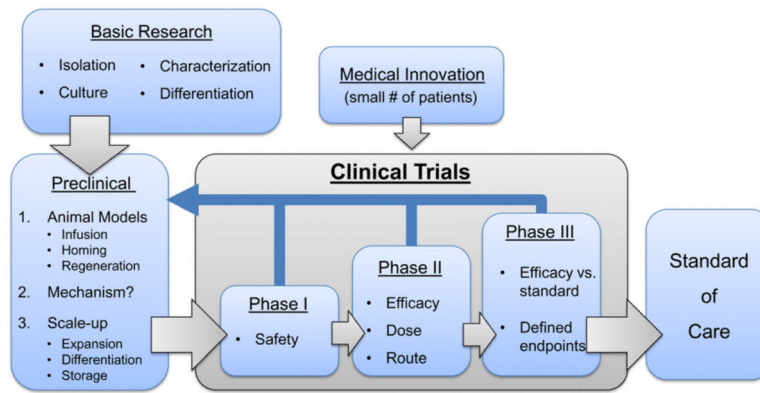 Basic Research
• Isolation • Characterization
• Culture • Differentiation
Medical Innovation
(small # of patients)
Preclinical
1. Animal Models
• Infusion
• Homing
• Regeneration
2. Mechanism?
3. Scale-up
• Expansion
• Differentiation
• Storage
Clinical Trials
Phase I
• Safety
Phase II
• Efficacy
• Dose
• Route
Phase III
• Efficacy vs.
standard
• Defined
endpoints
Standard
of
Care